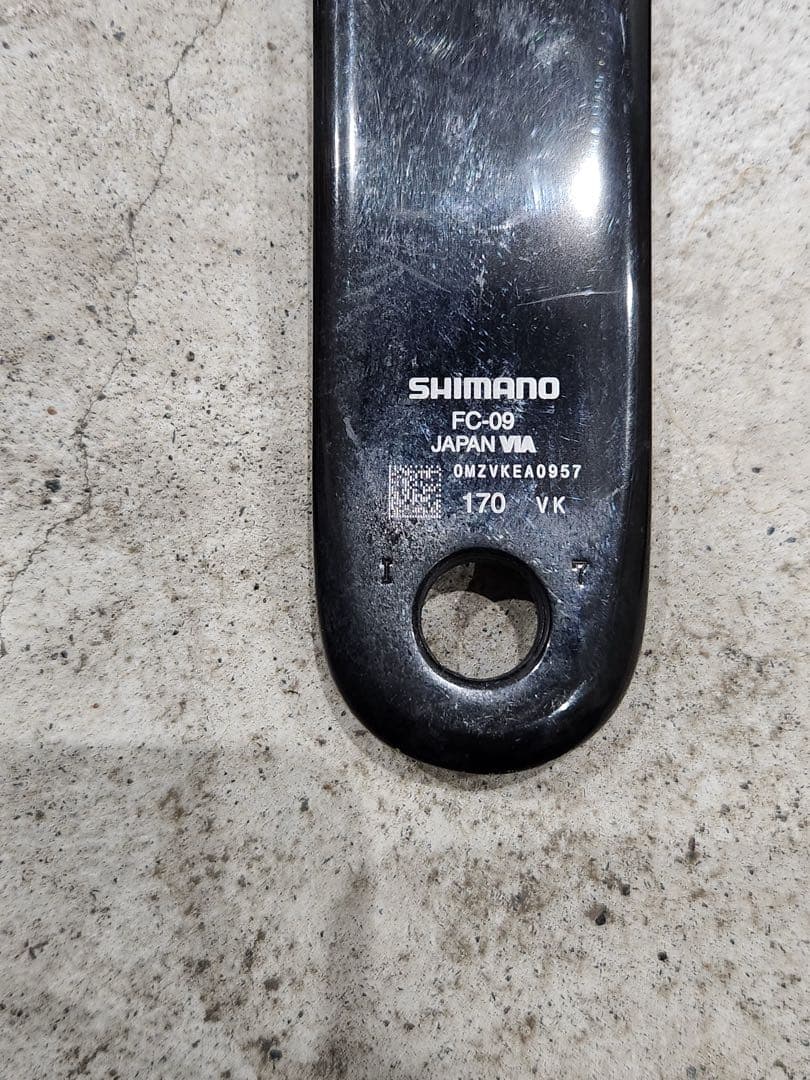 SHIMANO
FC-09
JAPAN VIA
0MZVKEA0957
170 VK
I 7